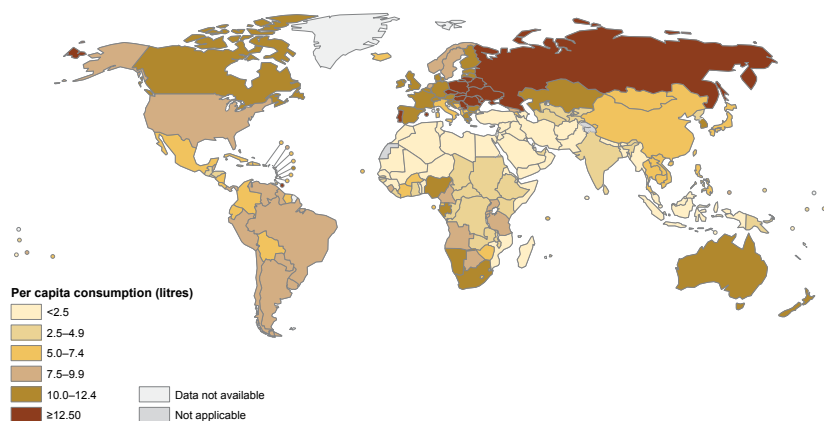 Per capita consumption (litres)
<2.5
2.5–4.9
5.0–7.4
7.5–9.9
10.0–12.4
≥12.50
Data not available
Not applicable